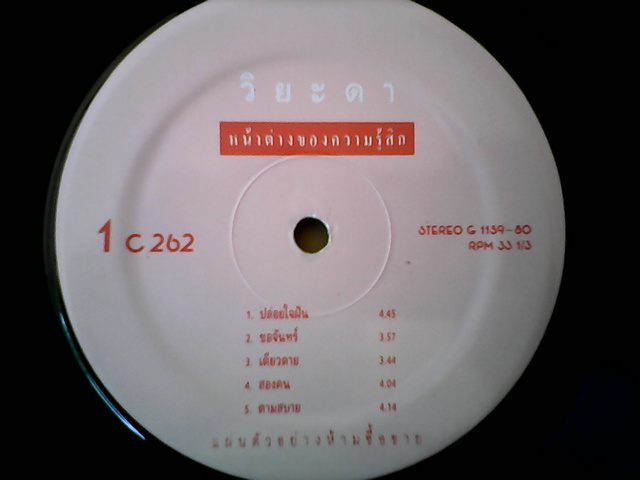 วิยะดา
หน้าต่างของความรู้สึก
1 C 262
STEREO G 1139-80
RPM 33 1/3
1. ปล่อยใจฝัน 4.45
2. ขอจันทร์ 3.57
3. เดียวดาย 3.44
4. สองคน 4.04
5. ตามสบาย 4.14
แผ่นตัวอย่างห้ามซื้อขาย